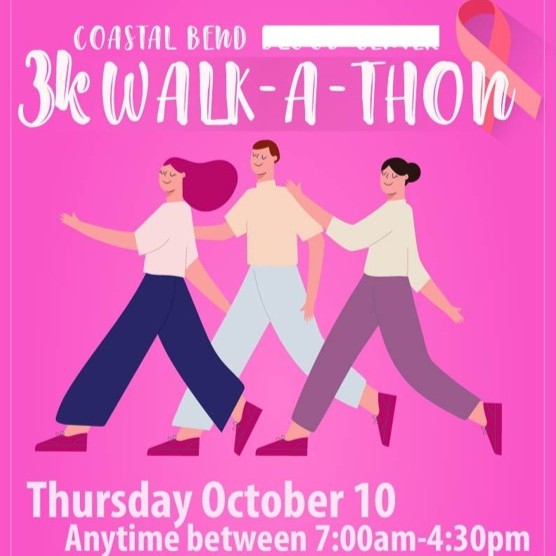 COASTAL BEND
3k WALK-A-THON
Thursday October 10
Anytime between 7:00am-4:30pm